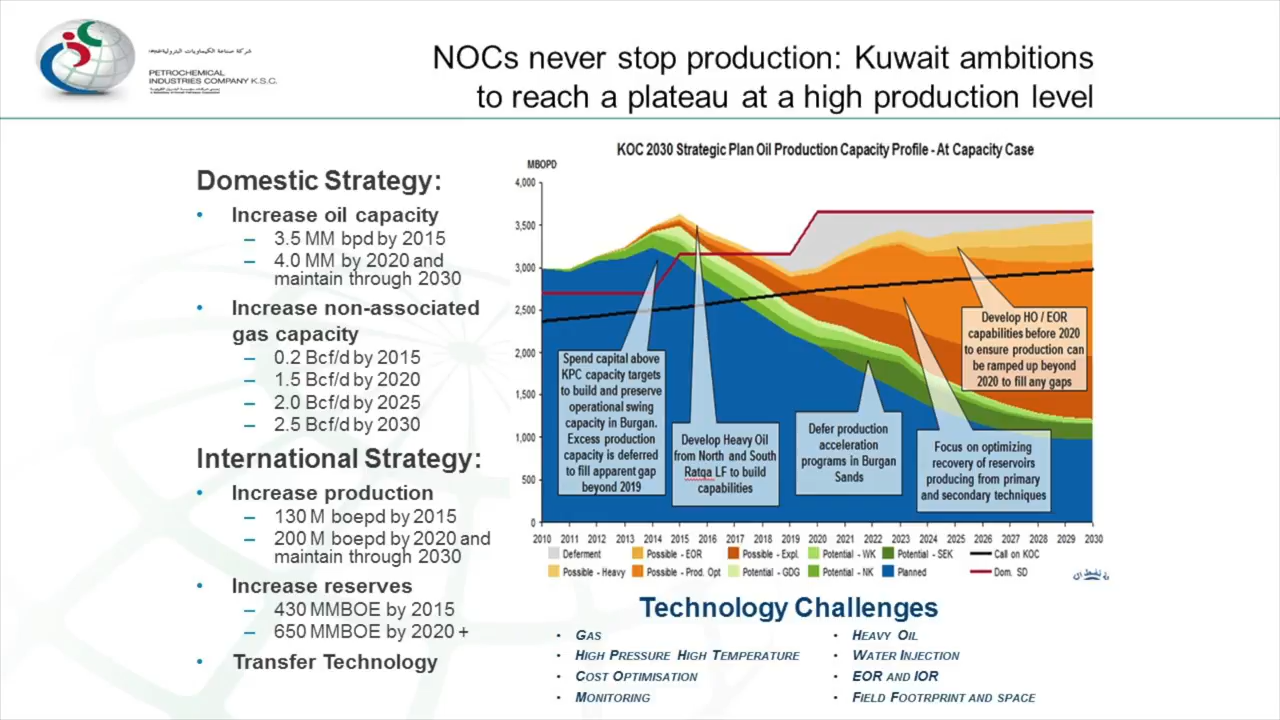 شركة صناعة الكيماويات البترولية
PETROCHEMICAL
INDUSTRIES COMPANY K.S.C.
NOCs never stop production: Kuwait ambitions
to reach a plateau at a high production level
Domestic Strategy:
• Increase oil capacity
– 3.5 MM bpd by 2015
– 4.0 MM by 2020 and
maintain through 2030
• Increase non-associated
gas capacity
– 0.2 Bcf/d by 2015
– 1.5 Bcf/d by 2020
– 2.0 Bcf/d by 2025
– 2.5 Bcf/d by 2030
International Strategy:
• Increase production
– 130 M boepd by 2015
– 200 M boepd by 2020 and
maintain through 2030
• Increase reserves
– 430 MMBOE by 2015
– 650 MMBOE by 2020 +
• Transfer Technology
KOC 2030 Strategic Plan Oil Production Capacity Profile - At Capacity Case
MBOPD
4,000
3,500
3,000
2,500
2,000
1,500
1,000
500
0
Spend capital above
KPC capacity targets
to build and preserve
operational swing
capacity in Burgan.
Excess production
capacity is deferred
to fill apparent gap
beyond 2019
Develop Heavy Oil
from North and South
Ratqa LF to build
capabilities
Defer production
acceleration
programs in Burgan
Sands
Focus on optimizing
recovery of reservoirs
producing from primary
and secondary techniques
Develop HO / EOR
capabilities before 2020
to ensure production can
be ramped up beyond
2020 to fill any gaps
2010 2011 2012 2013 2014 2015 2016 2017 2018 2019 2020 2021 2022 2023 2024 2025 2026 2027 2028 2029 2030
Deferment Possible - EOR Possible - Expl. Potential - WK Potential - SEK Call on KOC
Possible - Heavy Possible - Prod. Opt Potential - GDG Potential - NK Planned Dom. SD
Technology Challenges
• GAS
• HIGH PRESSURE HIGH TEMPERATURE
• COST OPTIMISATION
• MONITORING
• HEAVY OIL
• WATER INJECTION
• EOR AND IOR
• FIELD FOOTRPRINT AND SPACE